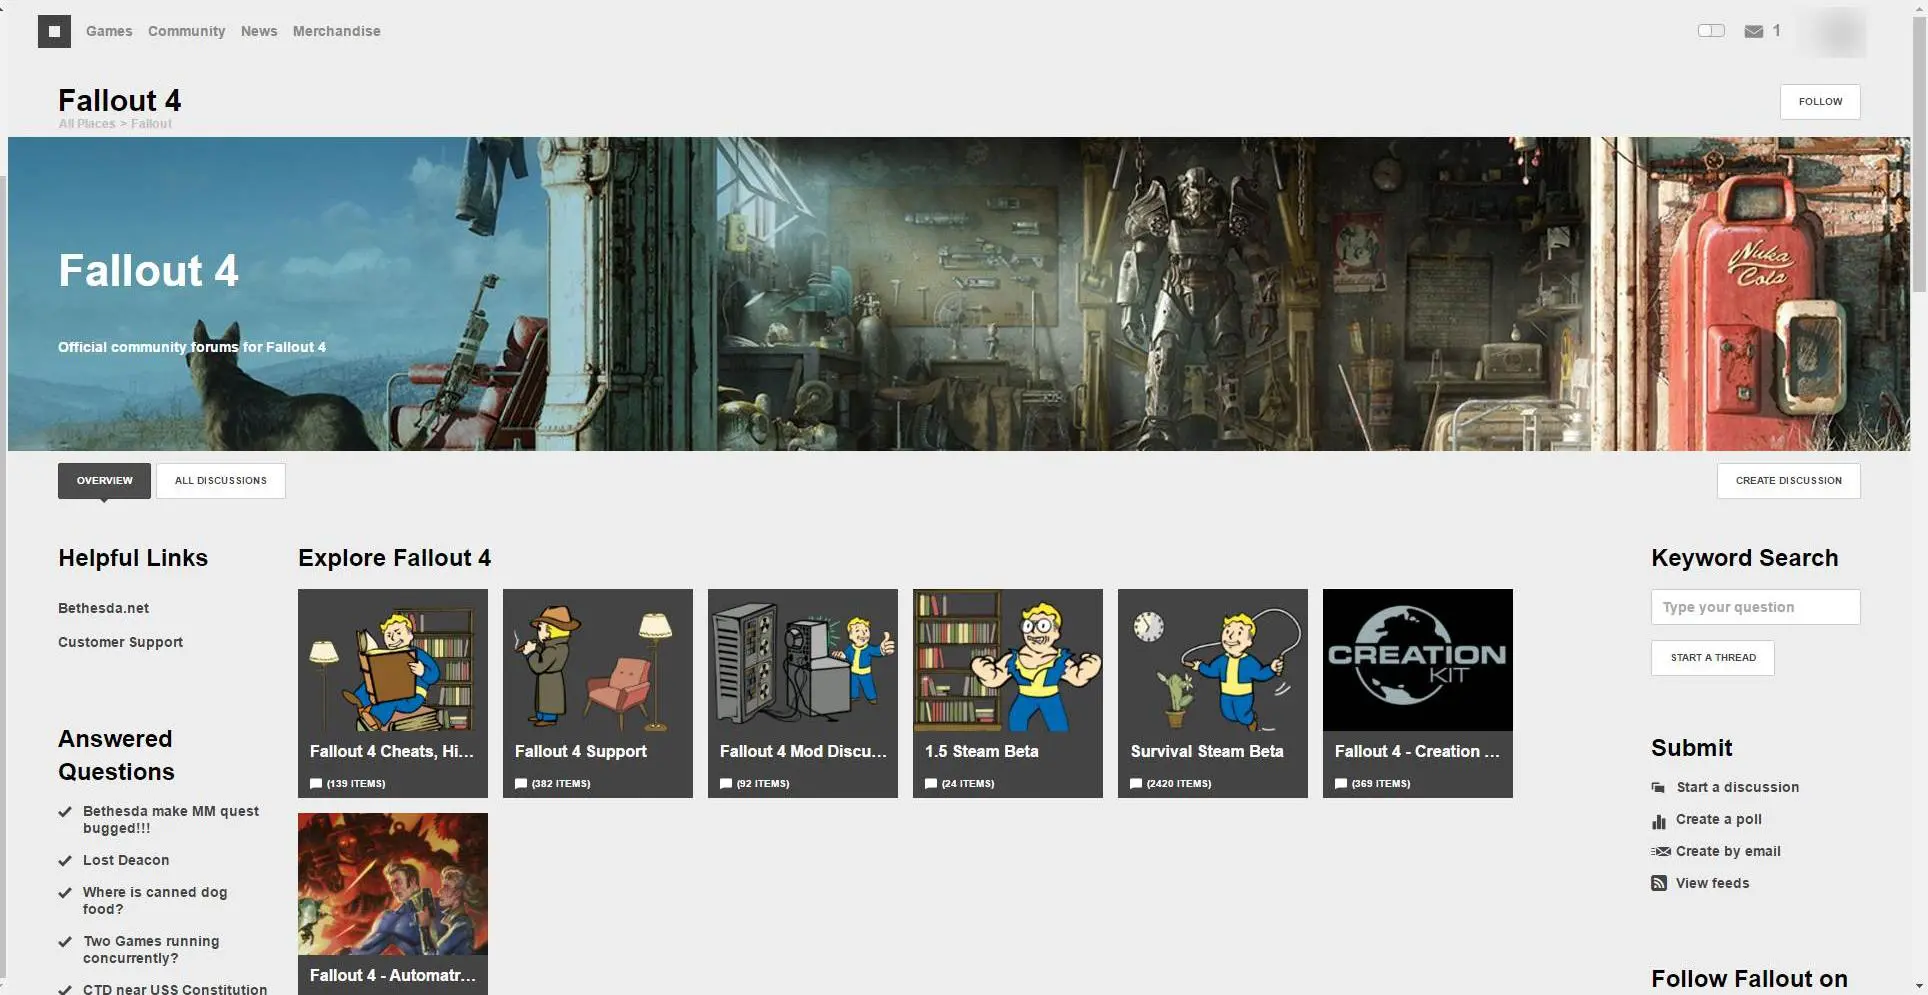 Games Community News Merchandise 1
Fallout 4
FOLLOW
All Places > Fallout
Nuka
Cola
Fallout 4
Official community forums for Fallout 4
OVERVIEW ALL DISCUSSIONS CREATE DISCUSSION
Helpful Links
Bethesda.net
Customer Support
Answered
Questions
Bethesda make MM quest
bugged!!!
Lost Deacon
Where is canned dog
food?
Two Games running
concurrently?
CTD near USS Constitution
Explore Fallout 4
CREATION
KIT
Fallout 4 Cheats, Hi...
(139 ITEMS)
Fallout 4 Support
(382 ITEMS)
Fallout 4 Mod Discu...
(92 ITEMS)
1.5 Steam Beta
(24 ITEMS)
Survival Steam Beta
(2420 ITEMS)
Fallout 4 - Creation ...
(369 ITEMS)
Fallout 4 - Automatr...
Keyword Search
Type your question
START A THREAD
Submit
Start a discussion
Create a poll
Create by email
View feeds
Follow Fallout on